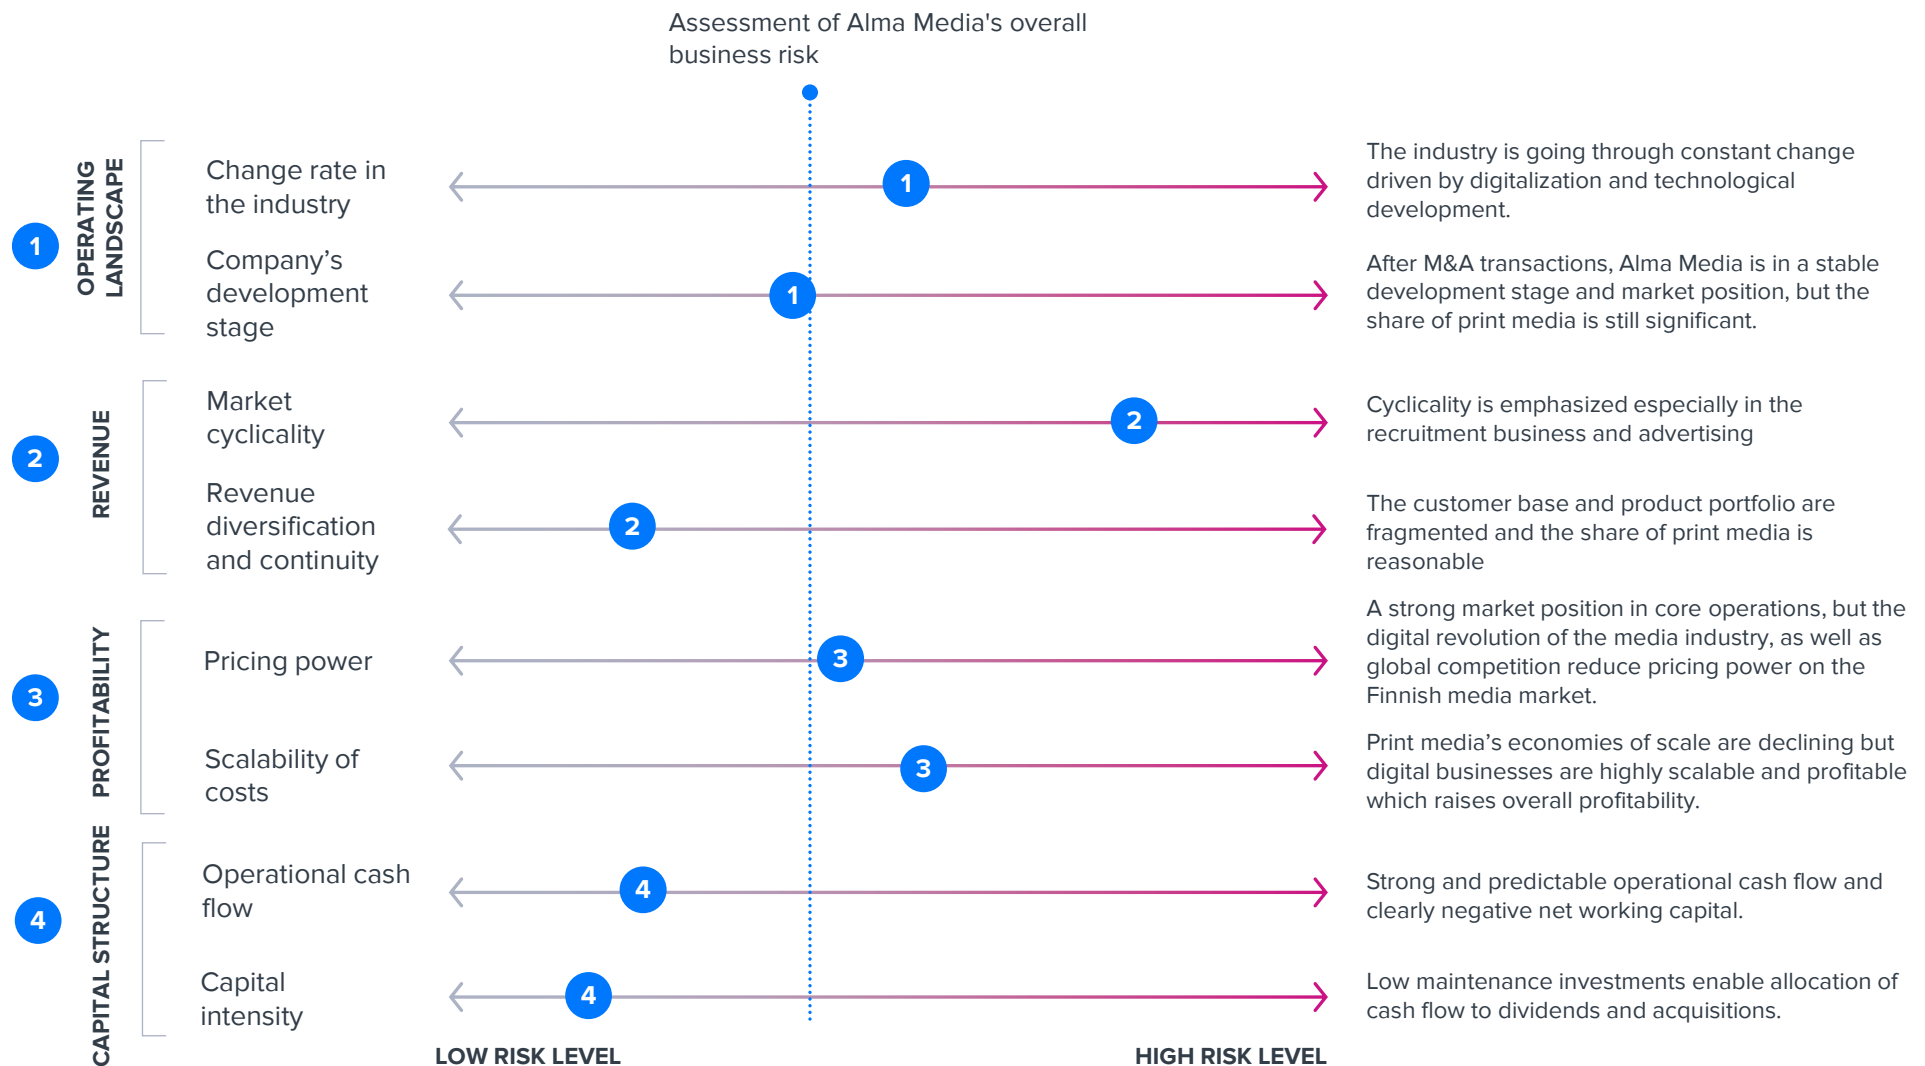 Assessment of Alma Media's overall
business risk
1
OPERATING
LANDSCAPE
Change rate in
the industry
1
The industry is going through constant change
driven by digitalization and technological
development.
Company’s
development
stage
1
After M&A transactions, Alma Media is in a stable
development stage and market position, but the
share of print media is still significant.
2
REVENUE
Market
cyclicality
2
Cyclicality is emphasized especially in the
recruitment business and advertising
Revenue
diversification
and continuity
2
The customer base and product portfolio are
fragmented and the share of print media is
reasonable
3
PROFITABILITY
Pricing power
3
A strong market position in core operations, but the
digital revolution of the media industry, as well as
global competition reduce pricing power on the
Finnish media market.
Scalability of
costs
3
Print media’s economies of scale are declining but
digital businesses are highly scalable and profitable
which raises overall profitability.
4
CAPITAL STRUCTURE
Operational cash
flow
4
Strong and predictable operational cash flow and
clearly negative net working capital.
Capital
intensity
4
Low maintenance investments enable allocation of
cash flow to dividends and acquisitions.
LOW RISK LEVEL
HIGH RISK LEVEL